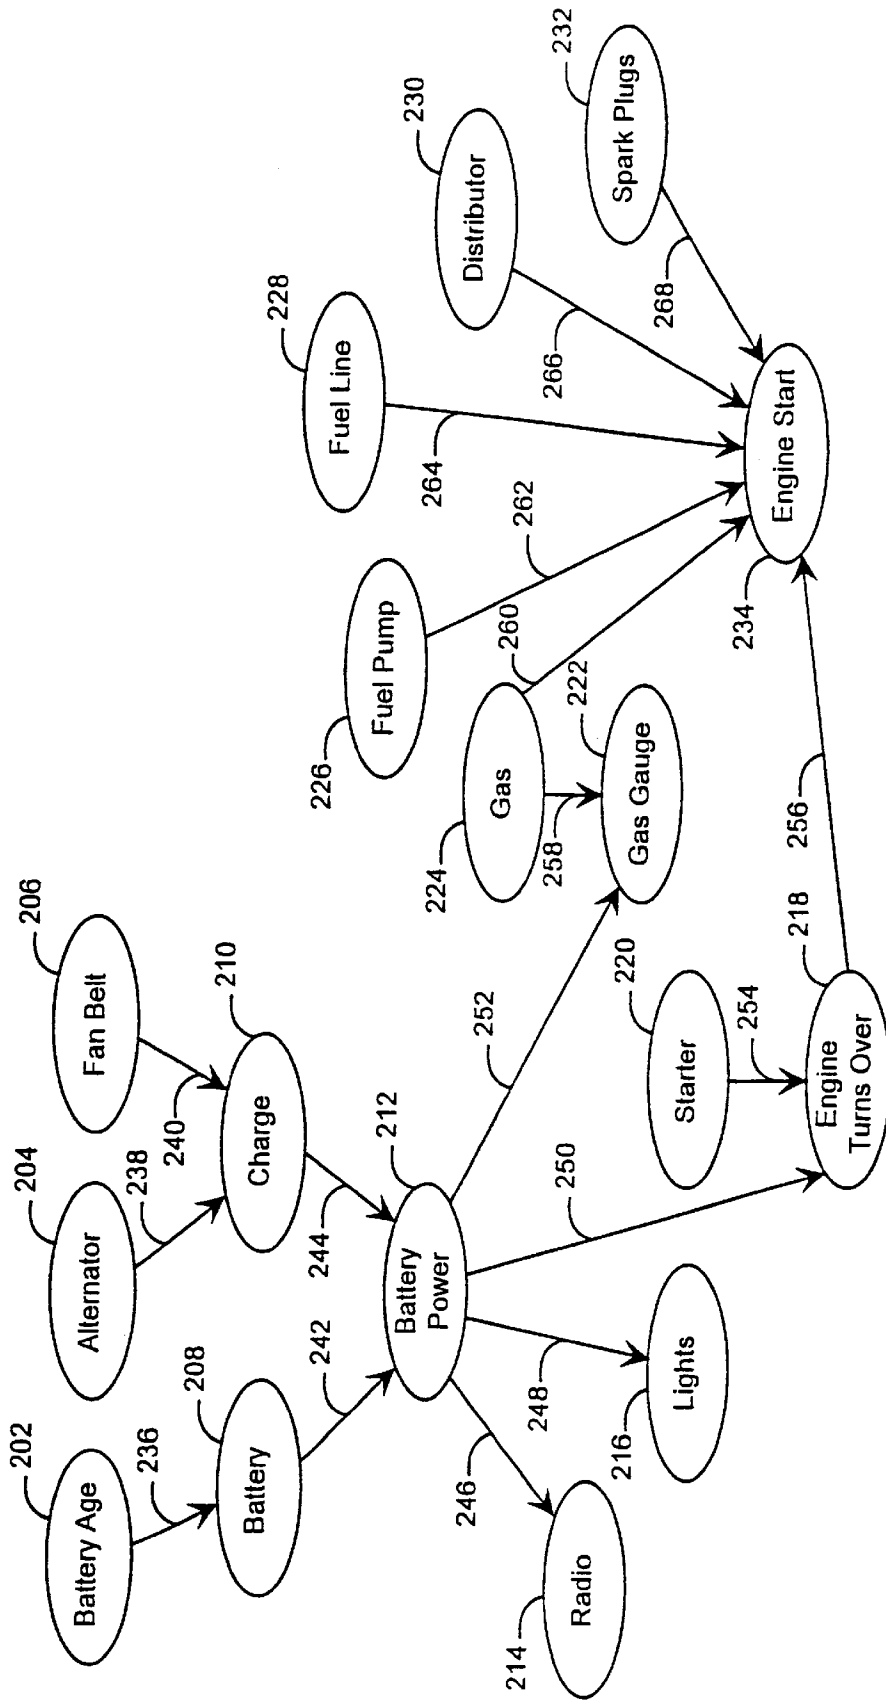 202
Battery Age
236
204
Alternator
238
206
Fan Belt
240
208
Battery
242
210
Charge
244
212
Battery
Power
246
248
250
252
214
Radio
216
Lights
220
Starter
254
218
Engine
Turns Over
256
224
Gas
258
222
Gas Gauge
260
226
Fuel Pump
262
228
Fuel Line
264
230
Distributor
266
232
Spark Plugs
268
234
Engine Start